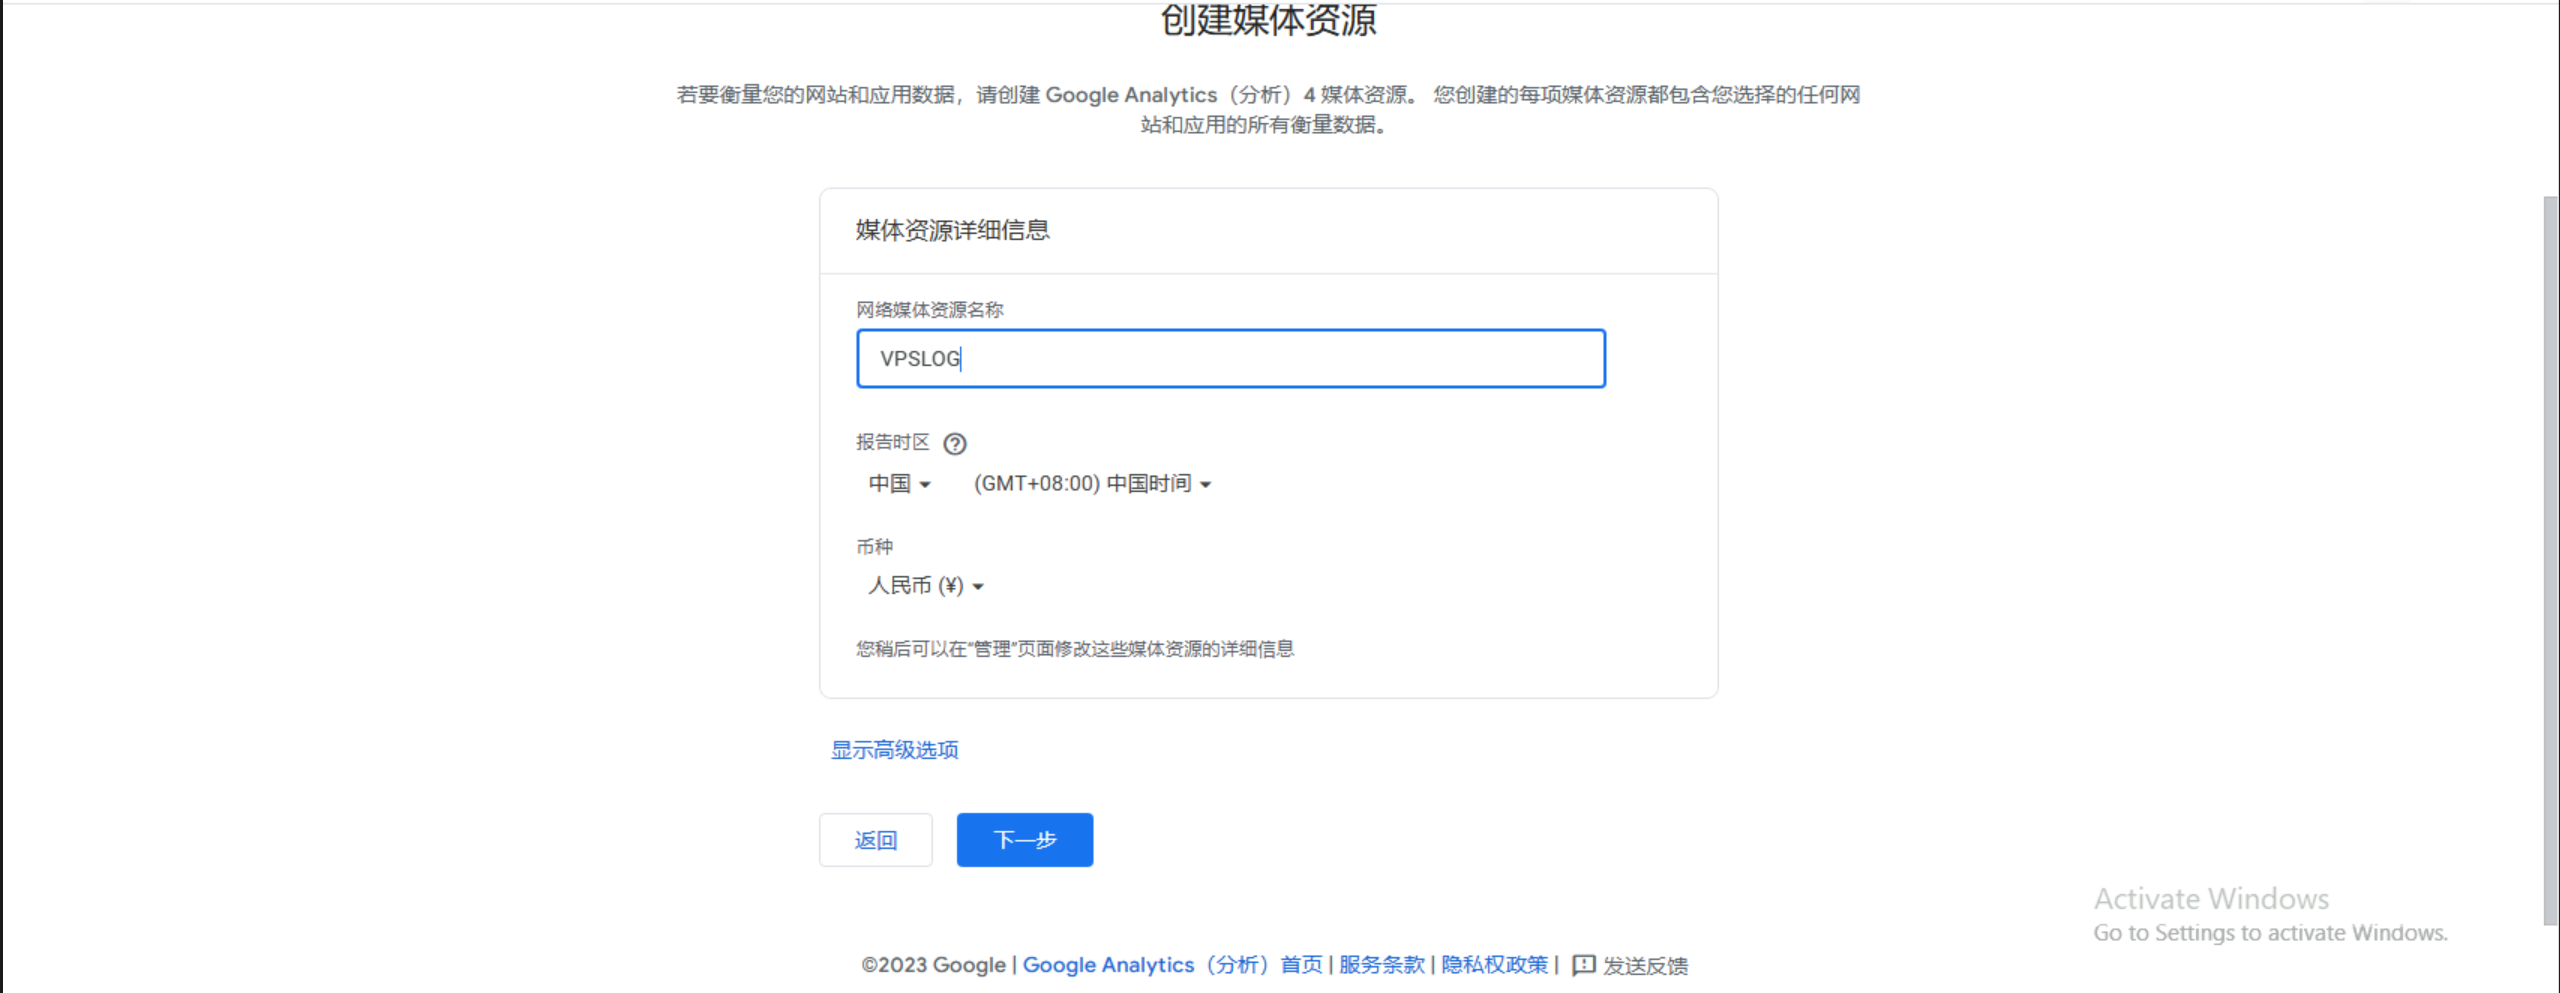 创建媒体资源
若要衡量您的网站和应用数据，请创建 Google Analytics（分析）4 媒体资源。 您创建的每项媒体资源都包含您选择的任何网
站和应用的所有衡量数据。
媒体资源详细信息
网络媒体资源名称
VPSLOG
报告时区
中国 (GMT+08:00) 中国时间
币种
人民币 (¥)
您稍后可以在“管理”页面修改这些媒体资源的详细信息
显示高级选项
返回 下一步
Activate Windows
Go to Settings to activate Windows.
©2023 Google | Google Analytics（分析）首页 | 服务条款 | 隐私权政策 | 发送反馈